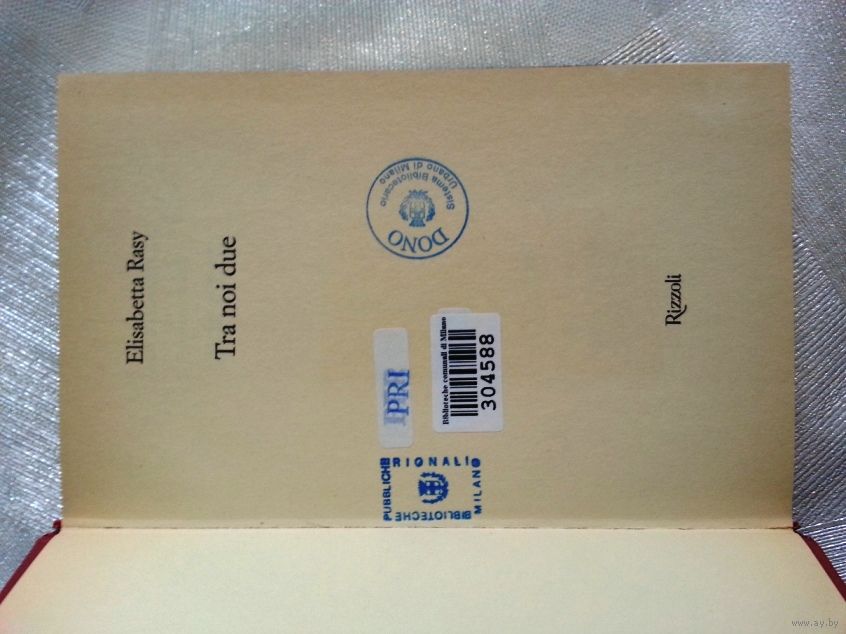 Elisabetta Rasy
Tra noi due
Sistema Bibliotecario
Urbano di Milano
DONO
PRI
Biblioteche comunali di Milano
304588
BIBLIOTECHE
PUBBLICHE
RIONALI
MILANO
Rizzoli
www.ay.by